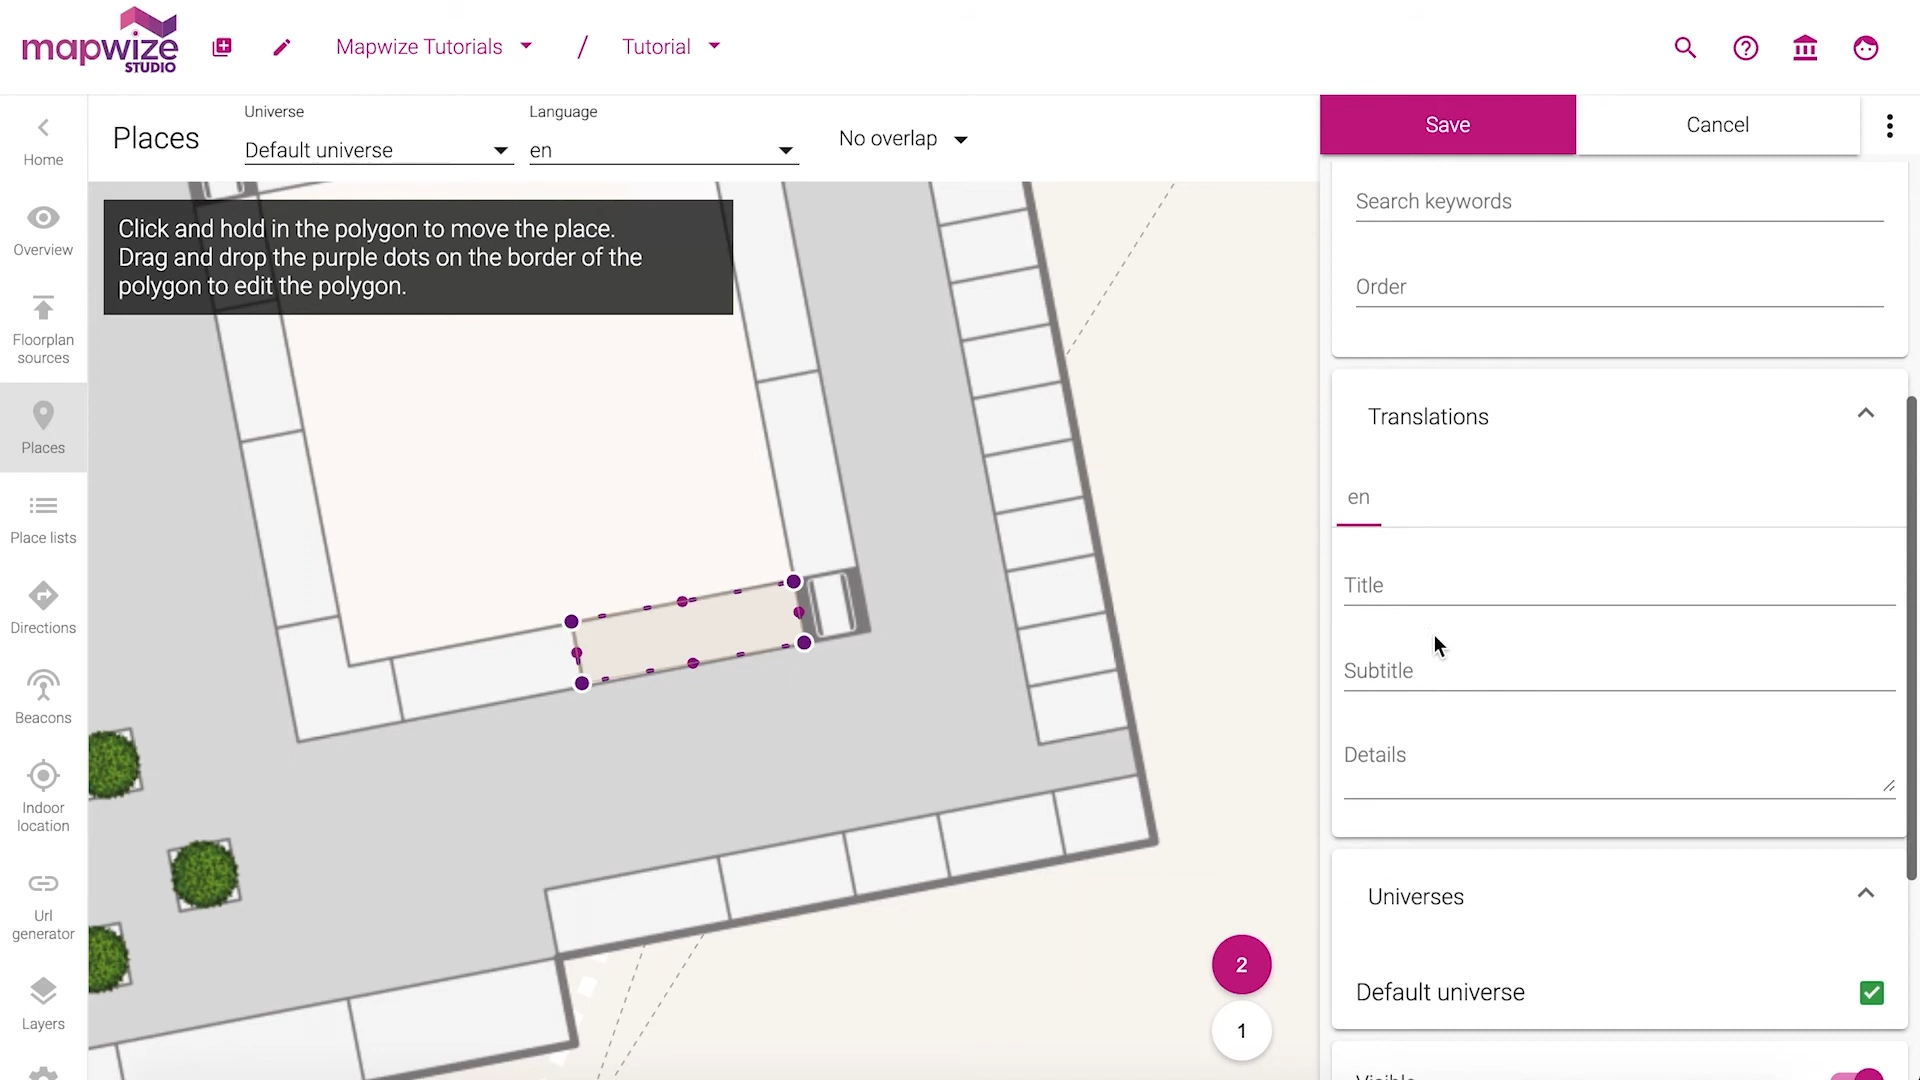 mapwize
STUDIO
Mapwize Tutorials / Tutorial
Home
Overview
Floorplan
sources
Places
Place lists
Directions
Beacons
Indoor
location
Url
generator
Layers
Places
Universe
Default universe
Language
en
No overlap
Click and hold in the polygon to move the place.
Drag and drop the purple dots on the border of the
polygon to edit the polygon.
2
1
Save
Cancel
Search keywords
Order
Translations
en
Title
Subtitle
Details
Universes
Default universe
Visible